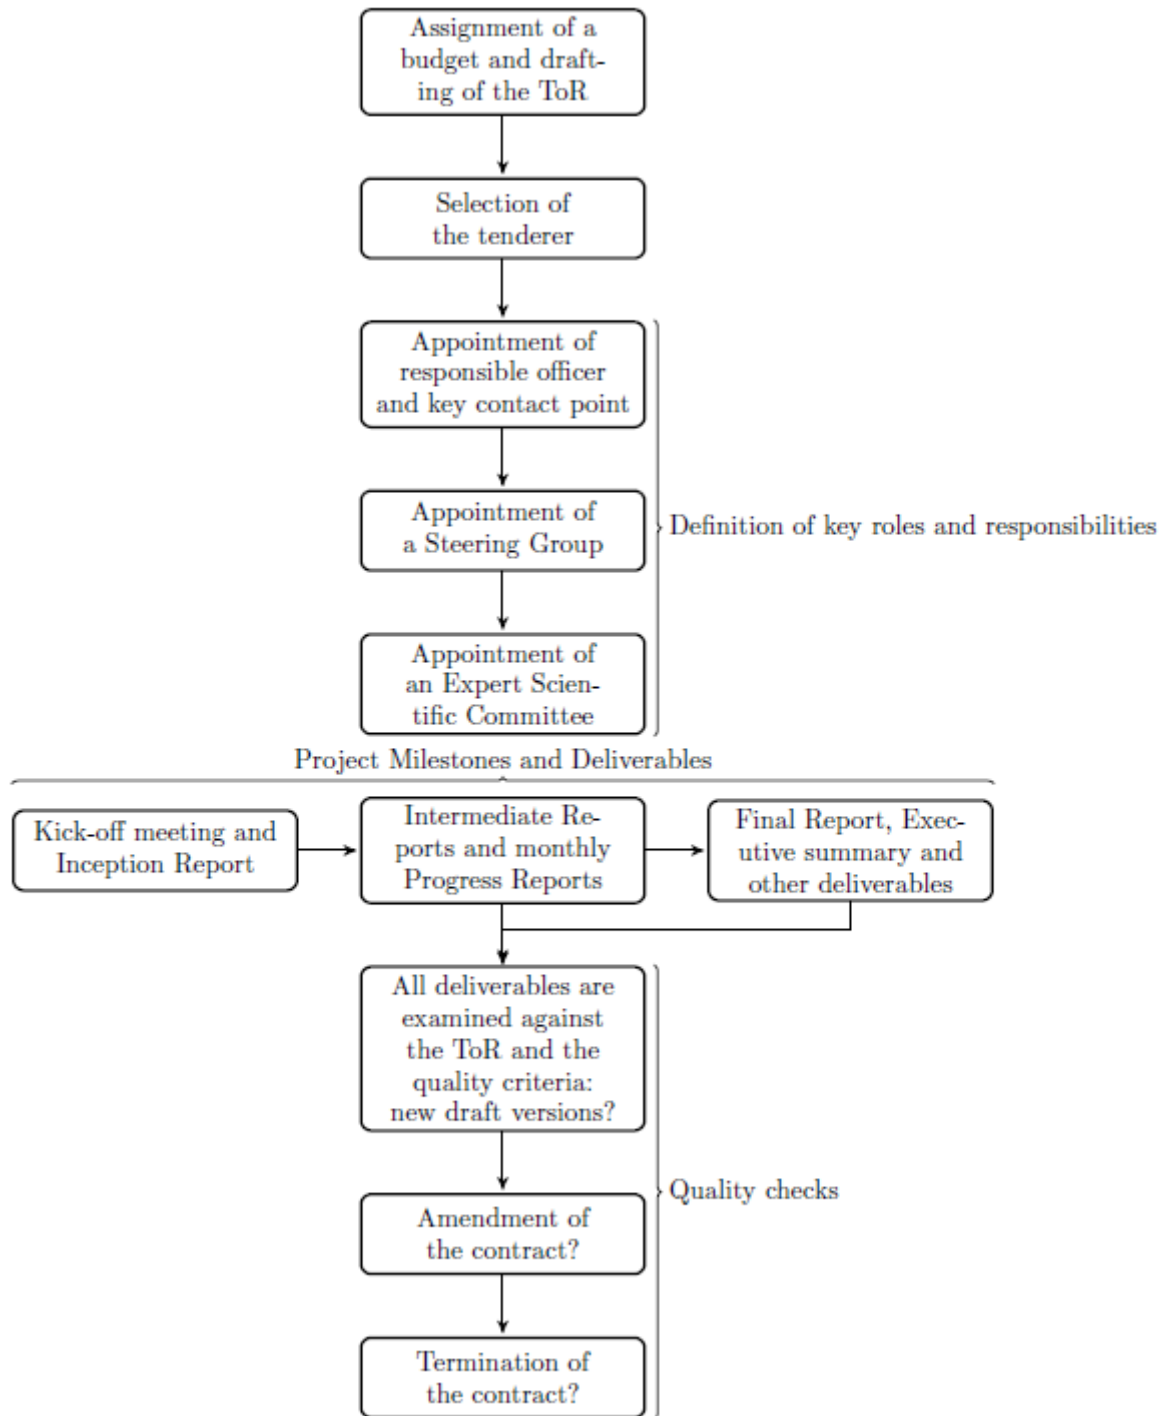 Assignment of a
budget and draft-
ing of the ToR
Selection of
the tenderer
Appointment of
responsible officer
and key contact point
Appointment of
a Steering Group
Definition of key roles and responsibilities
Appointment of
an Expert Scien-
tific Committee
Project Milestones and Deliverables
Kick-off meeting and
Inception Report
Intermediate Re-
ports and monthly
Progress Reports
Final Report, Exec-
utive summary and
other deliverables
All deliverables are
examined against
the ToR and the
quality criteria:
new draft versions?
Quality checks
Amendment of
the contract?
Termination of
the contract?